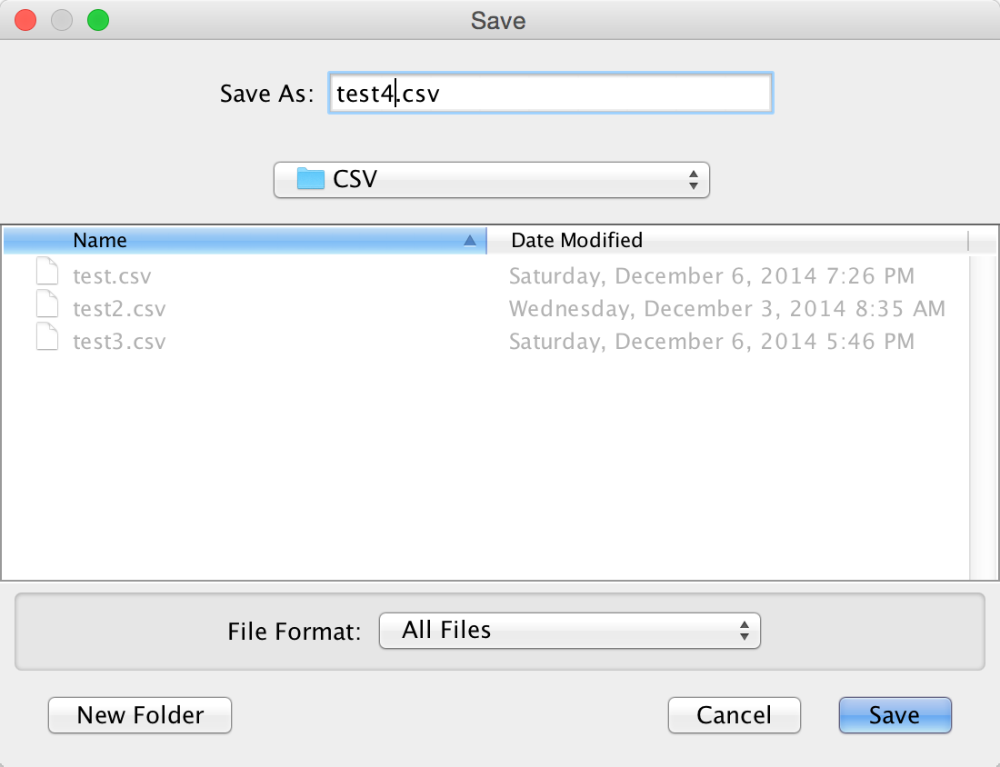 Save
Save As: test4.csv
CSV
Name Date Modified
test.csv Saturday, December 6, 2014 7:26 PM
test2.csv Wednesday, December 3, 2014 8:35 AM
test3.csv Saturday, December 6, 2014 5:46 PM
File Format: All Files
New Folder Cancel Save